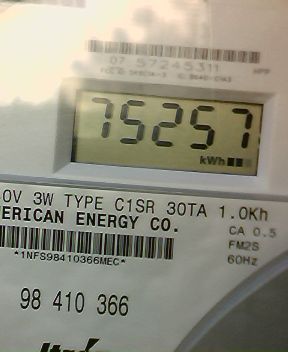 07 57245311
75257
kWh
0V 3W TYPE C1SR 30TA 1.0Kh
ERICAN ENERGY CO.
CA 0.5
FM2S
*1NFS98410366MEC*
60Hz
98 410 366